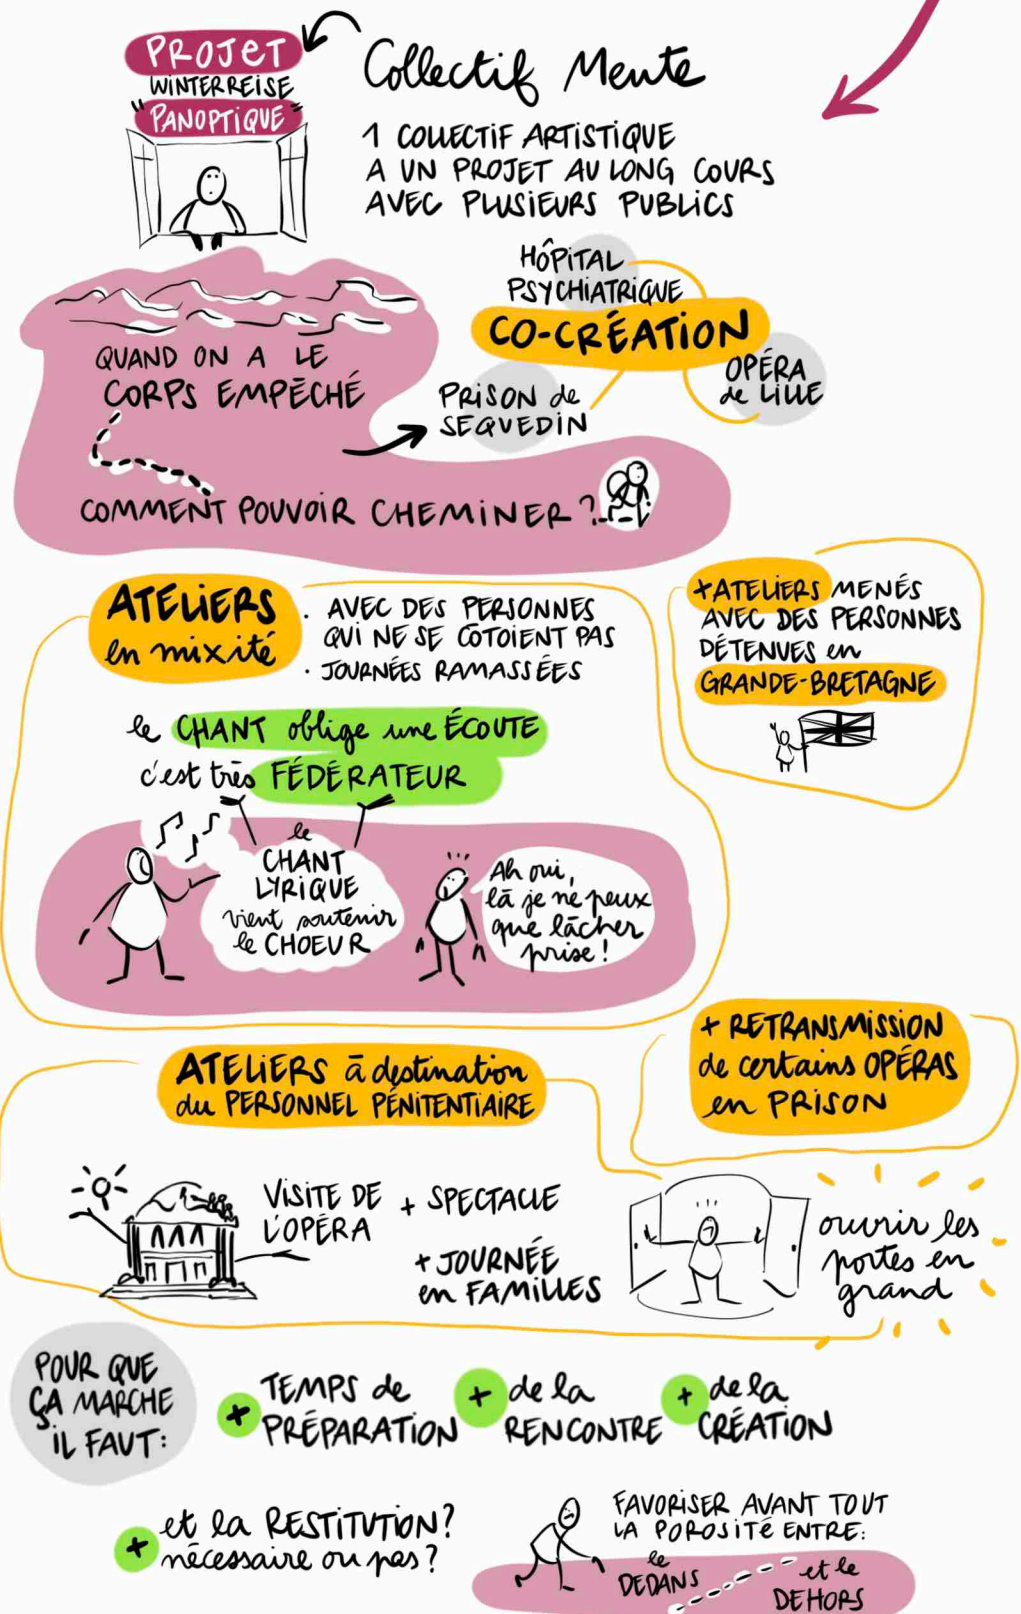 PROJET
WINTERREISE
"PANOPTIQUE"
Collectif Mente
1 COLLECTIF ARTISTIQUE
A UN PROJET AU LONG COURS
AVEC PLUSIEURS PUBLICS
HÔPITAL
PSYCHIATRIQUE
CO-CRÉATION
OPÉRA
de LILLE
PRISON de
SEQUEDIN
QUAND ON A LE
CORPS EMPÊCHÉ
COMMENT POUVOIR CHEMINER ?
ATELIERS
en mixité
. AVEC DES PERSONNES
QUI NE SE CÔTOIENT PAS
. JOURNÉES RAMASSÉES
+ ATELIERS MENÉS
AVEC DES PERSONNES
DÉTENUES en
GRANDE-BRETAGNE
le CHANT oblige une ÉCOUTE
c'est très FÉDÉRATEUR
le
CHANT
LYRIQUE
vient soutenir
le CHOEUR
Ah oui,
là je ne peux
que lâcher
prise !
+ RETRANSMISSION
de certains OPÉRAS
en PRISON
ATELIERS à destination
du PERSONNEL PÉNITENTIAIRE
VISITE DE
L'OPÉRA
+ SPECTACLE
+ JOURNÉE
en FAMILLES
ouvrir les
portes en
grand
POUR QUE
ÇA MARCHE
IL FAUT :
+ TEMPS de
PRÉPARATION
+ de la
RENCONTRE
+ de la
CRÉATION
+ et la RESTITUTION ?
nécessaire ou pas ?
FAVORISER AVANT TOUT
LA POROSITÉ ENTRE :
le
DEDANS
et le
DEHORS